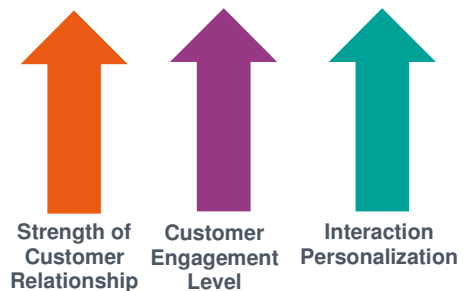 Strength of
Customer
Relationship
Customer
Engagement
Level
Interaction
Personalization